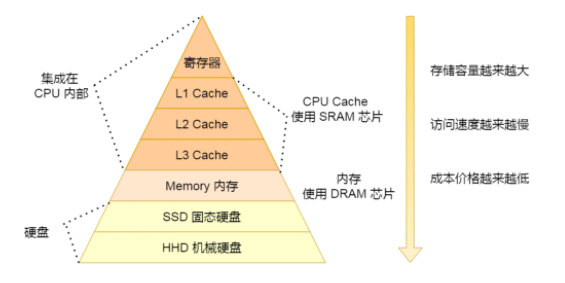 寄存器
L1 Cache
L2 Cache
L3 Cache
Memory 内存
SSD 固态硬盘
HHD 机械硬盘
集成在
CPU 内部
硬盘
CPU Cache
使用 SRAM 芯片
内存
使用 DRAM 芯片
存储容量越来越大
访问速度越来越慢
成本价格越来越低